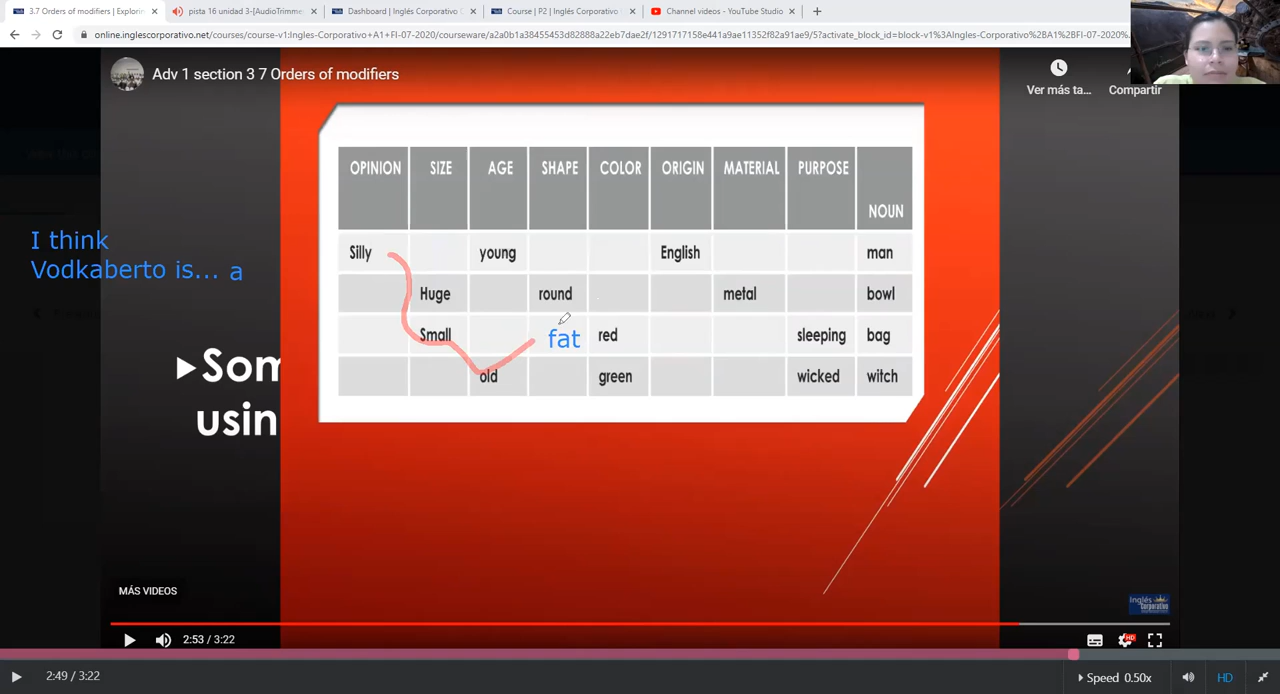 3.7 Orders of modifiers | Explorin
pista 16 unidad 3-[AudioTrimme
Dashboard | Inglés Corporativo
Course | P2 | Inglés Corporativo
Channel videos - YouTube Studio
online.inglescorporativo.net/courses/course-v1:Ingles-Corporativo+A1+FI-07-2020/courseware/a2a0b1a38455453d82888a22eb7dae2f/1291717158e441a9ae11352f82a91ae9/5?activate_block_id=block-v1%3AIngles-Corporativo%2BA1%2BFI-07-2020%
Adv 1 section 3 7 Orders of modifiers
Ver más ta... Compartir
OPINION SIZE AGE SHAPE COLOR ORIGIN MATERIAL PURPOSE NOUN
Silly young English man
Huge round metal bowl
Small fat red sleeping bag
old green wicked witch
I think
Vodkaberto is... a
▸Som
usin
MÁS VIDEOS
Inglés
Corporativo
2:53 / 3:22
HD
2:49 / 3:22
Speed 0.50x
HD